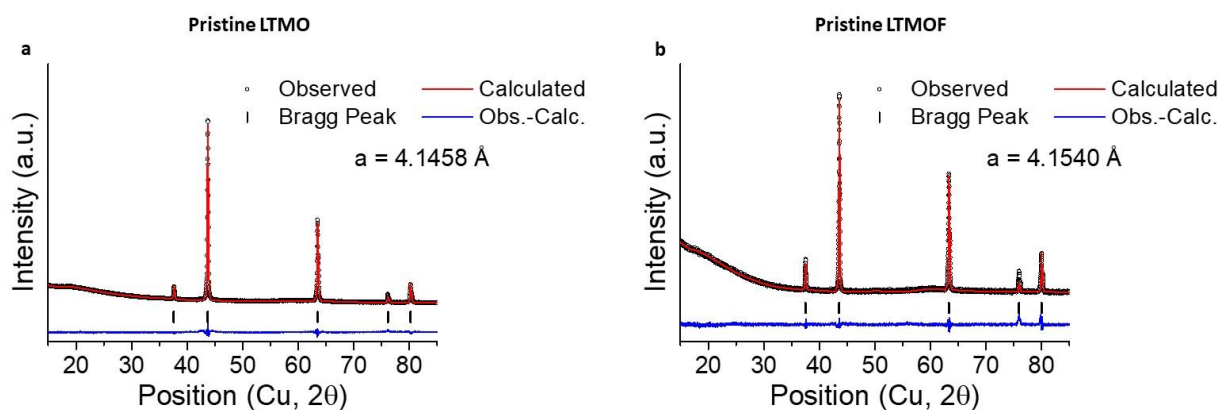 Pristine LTMO
a
Observed
Calculated
Bragg Peak
Obs.-Calc.
a = 4.1458 Å
Intensity (a.u.)
20 30 40 50 60 70 80
Position (Cu, 2θ)
Pristine LTMOF
b
Observed
Calculated
Bragg Peak
Obs.-Calc.
a = 4.1540 Å
Intensity (a.u.)
20 30 40 50 60 70 80
Position (Cu, 2θ)